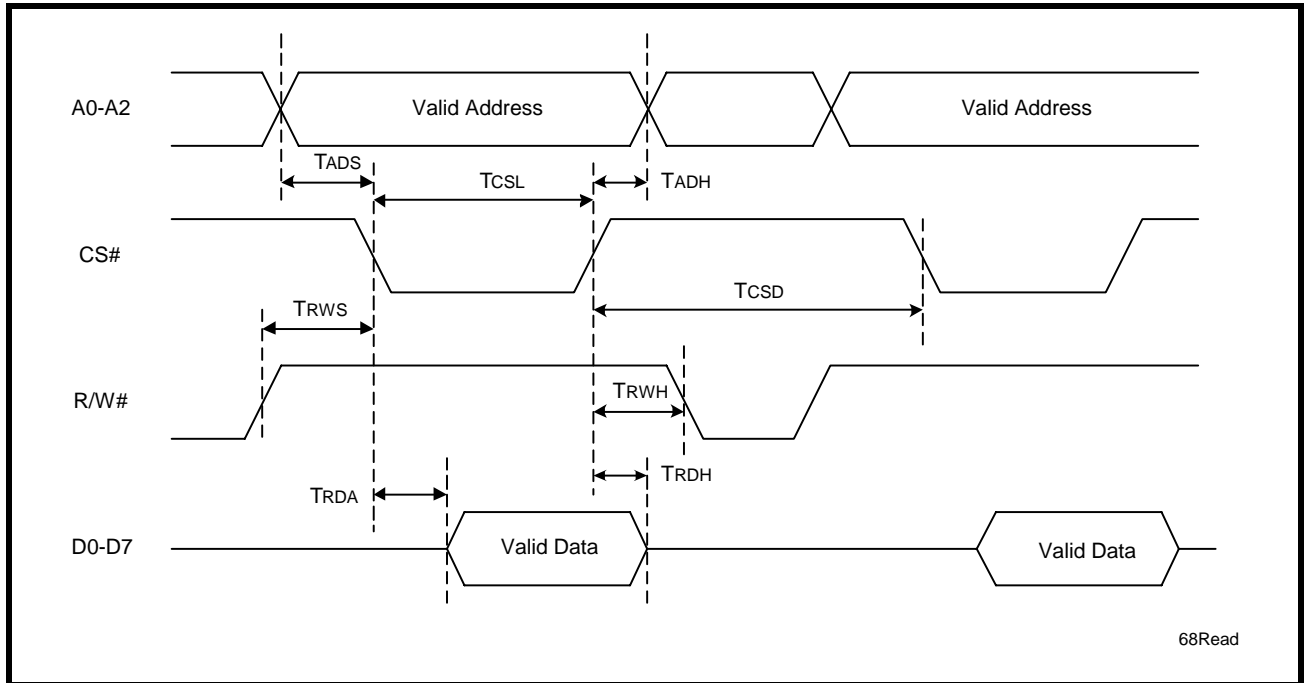 A0-A2
Valid Address
Valid Address
TADS
TCSL
TADH
CS#
TCSD
TRWS
R/W#
TRWH
TRDH
TRDA
D0-D7
Valid Data
Valid Data
68Read